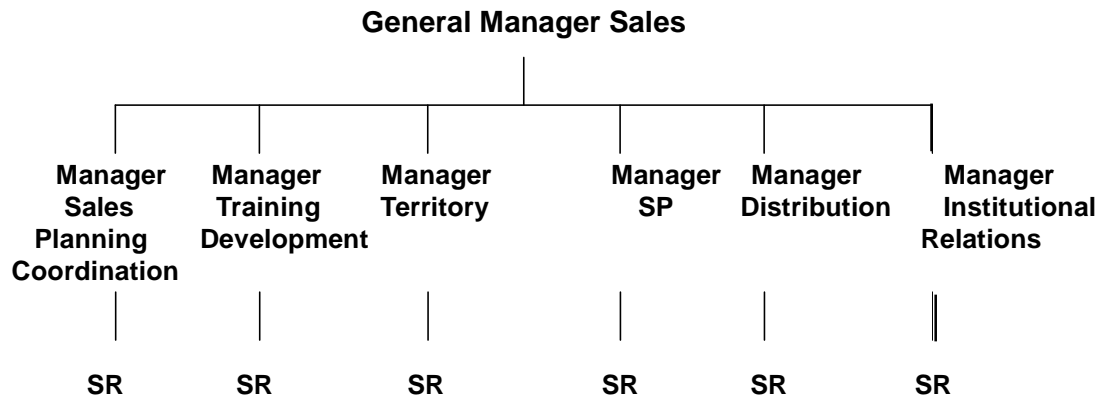 General Manager Sales
Manager Manager Manager Manager Manager Manager
Sales Training Territory SP Distribution Institutional
Planning Development Relations
Coordination
SR SR SR SR SR SR